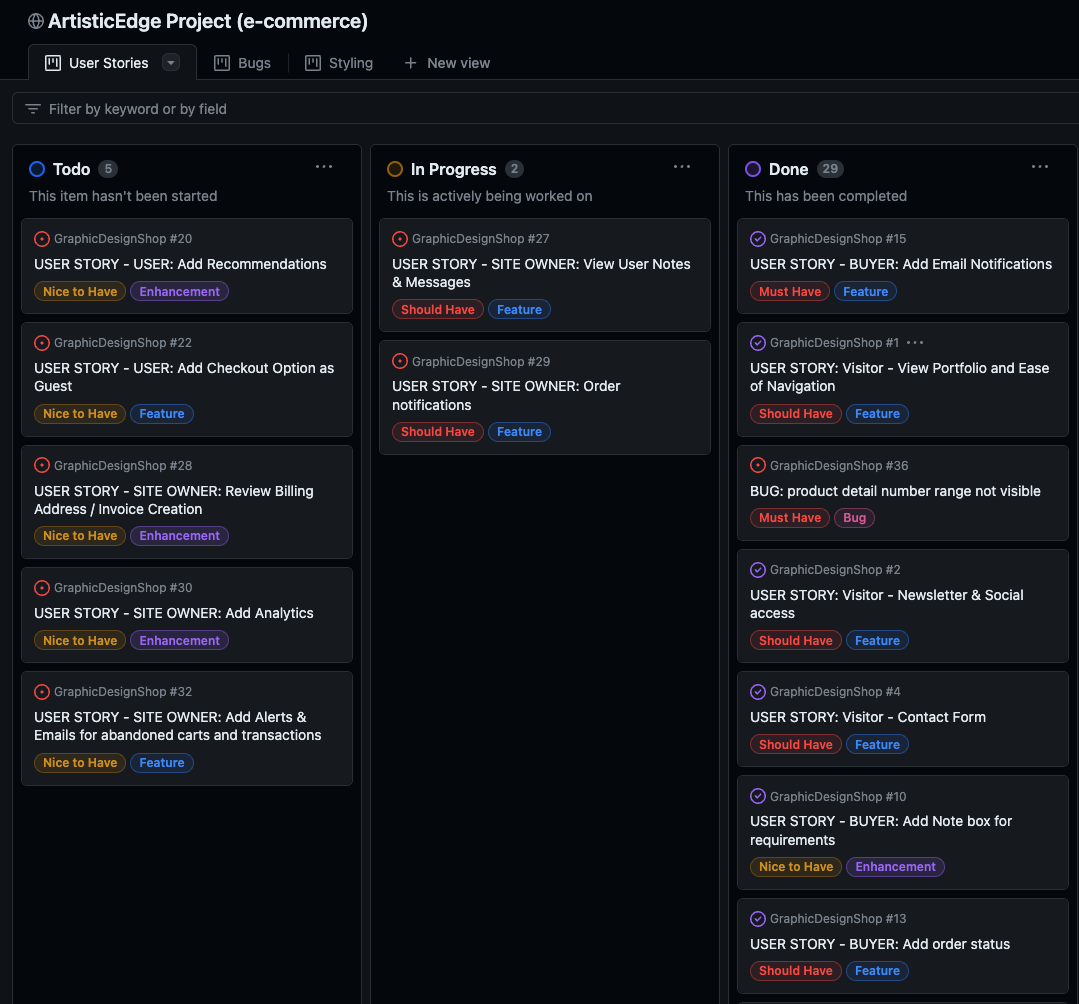 ArtisticEdge Project (e-commerce)
User Stories
Bugs
Styling
New view
Filter by keyword or by field
Todo 5
This item hasn't been started
GraphicDesignShop #20
USER STORY - USER: Add Recommendations
Nice to Have Enhancement
GraphicDesignShop #22
USER STORY - USER: Add Checkout Option as
Guest
Nice to Have Feature
GraphicDesignShop #28
USER STORY - SITE OWNER: Review Billing
Address / Invoice Creation
Nice to Have Enhancement
GraphicDesignShop #30
USER STORY - SITE OWNER: Add Analytics
Nice to Have Enhancement
GraphicDesignShop #32
USER STORY - SITE OWNER: Add Alerts &
Emails for abandoned carts and transactions
Nice to Have Feature
In Progress 2
This is actively being worked on
GraphicDesignShop #27
USER STORY - SITE OWNER: View User Notes
& Messages
Should Have Feature
GraphicDesignShop #29
USER STORY - SITE OWNER: Order
notifications
Should Have Feature
Done 29
This has been completed
GraphicDesignShop #15
USER STORY - BUYER: Add Email Notifications
Must Have Feature
GraphicDesignShop #1
USER STORY: Visitor - View Portfolio and Ease
of Navigation
Should Have Feature
GraphicDesignShop #36
BUG: product detail number range not visible
Must Have Bug
GraphicDesignShop #2
USER STORY: Visitor - Newsletter & Social
access
Should Have Feature
GraphicDesignShop #4
USER STORY: Visitor - Contact Form
Should Have Feature
GraphicDesignShop #10
USER STORY - BUYER: Add Note box for
requirements
Nice to Have Enhancement
GraphicDesignShop #13
USER STORY - BUYER: Add order status
Should Have Feature